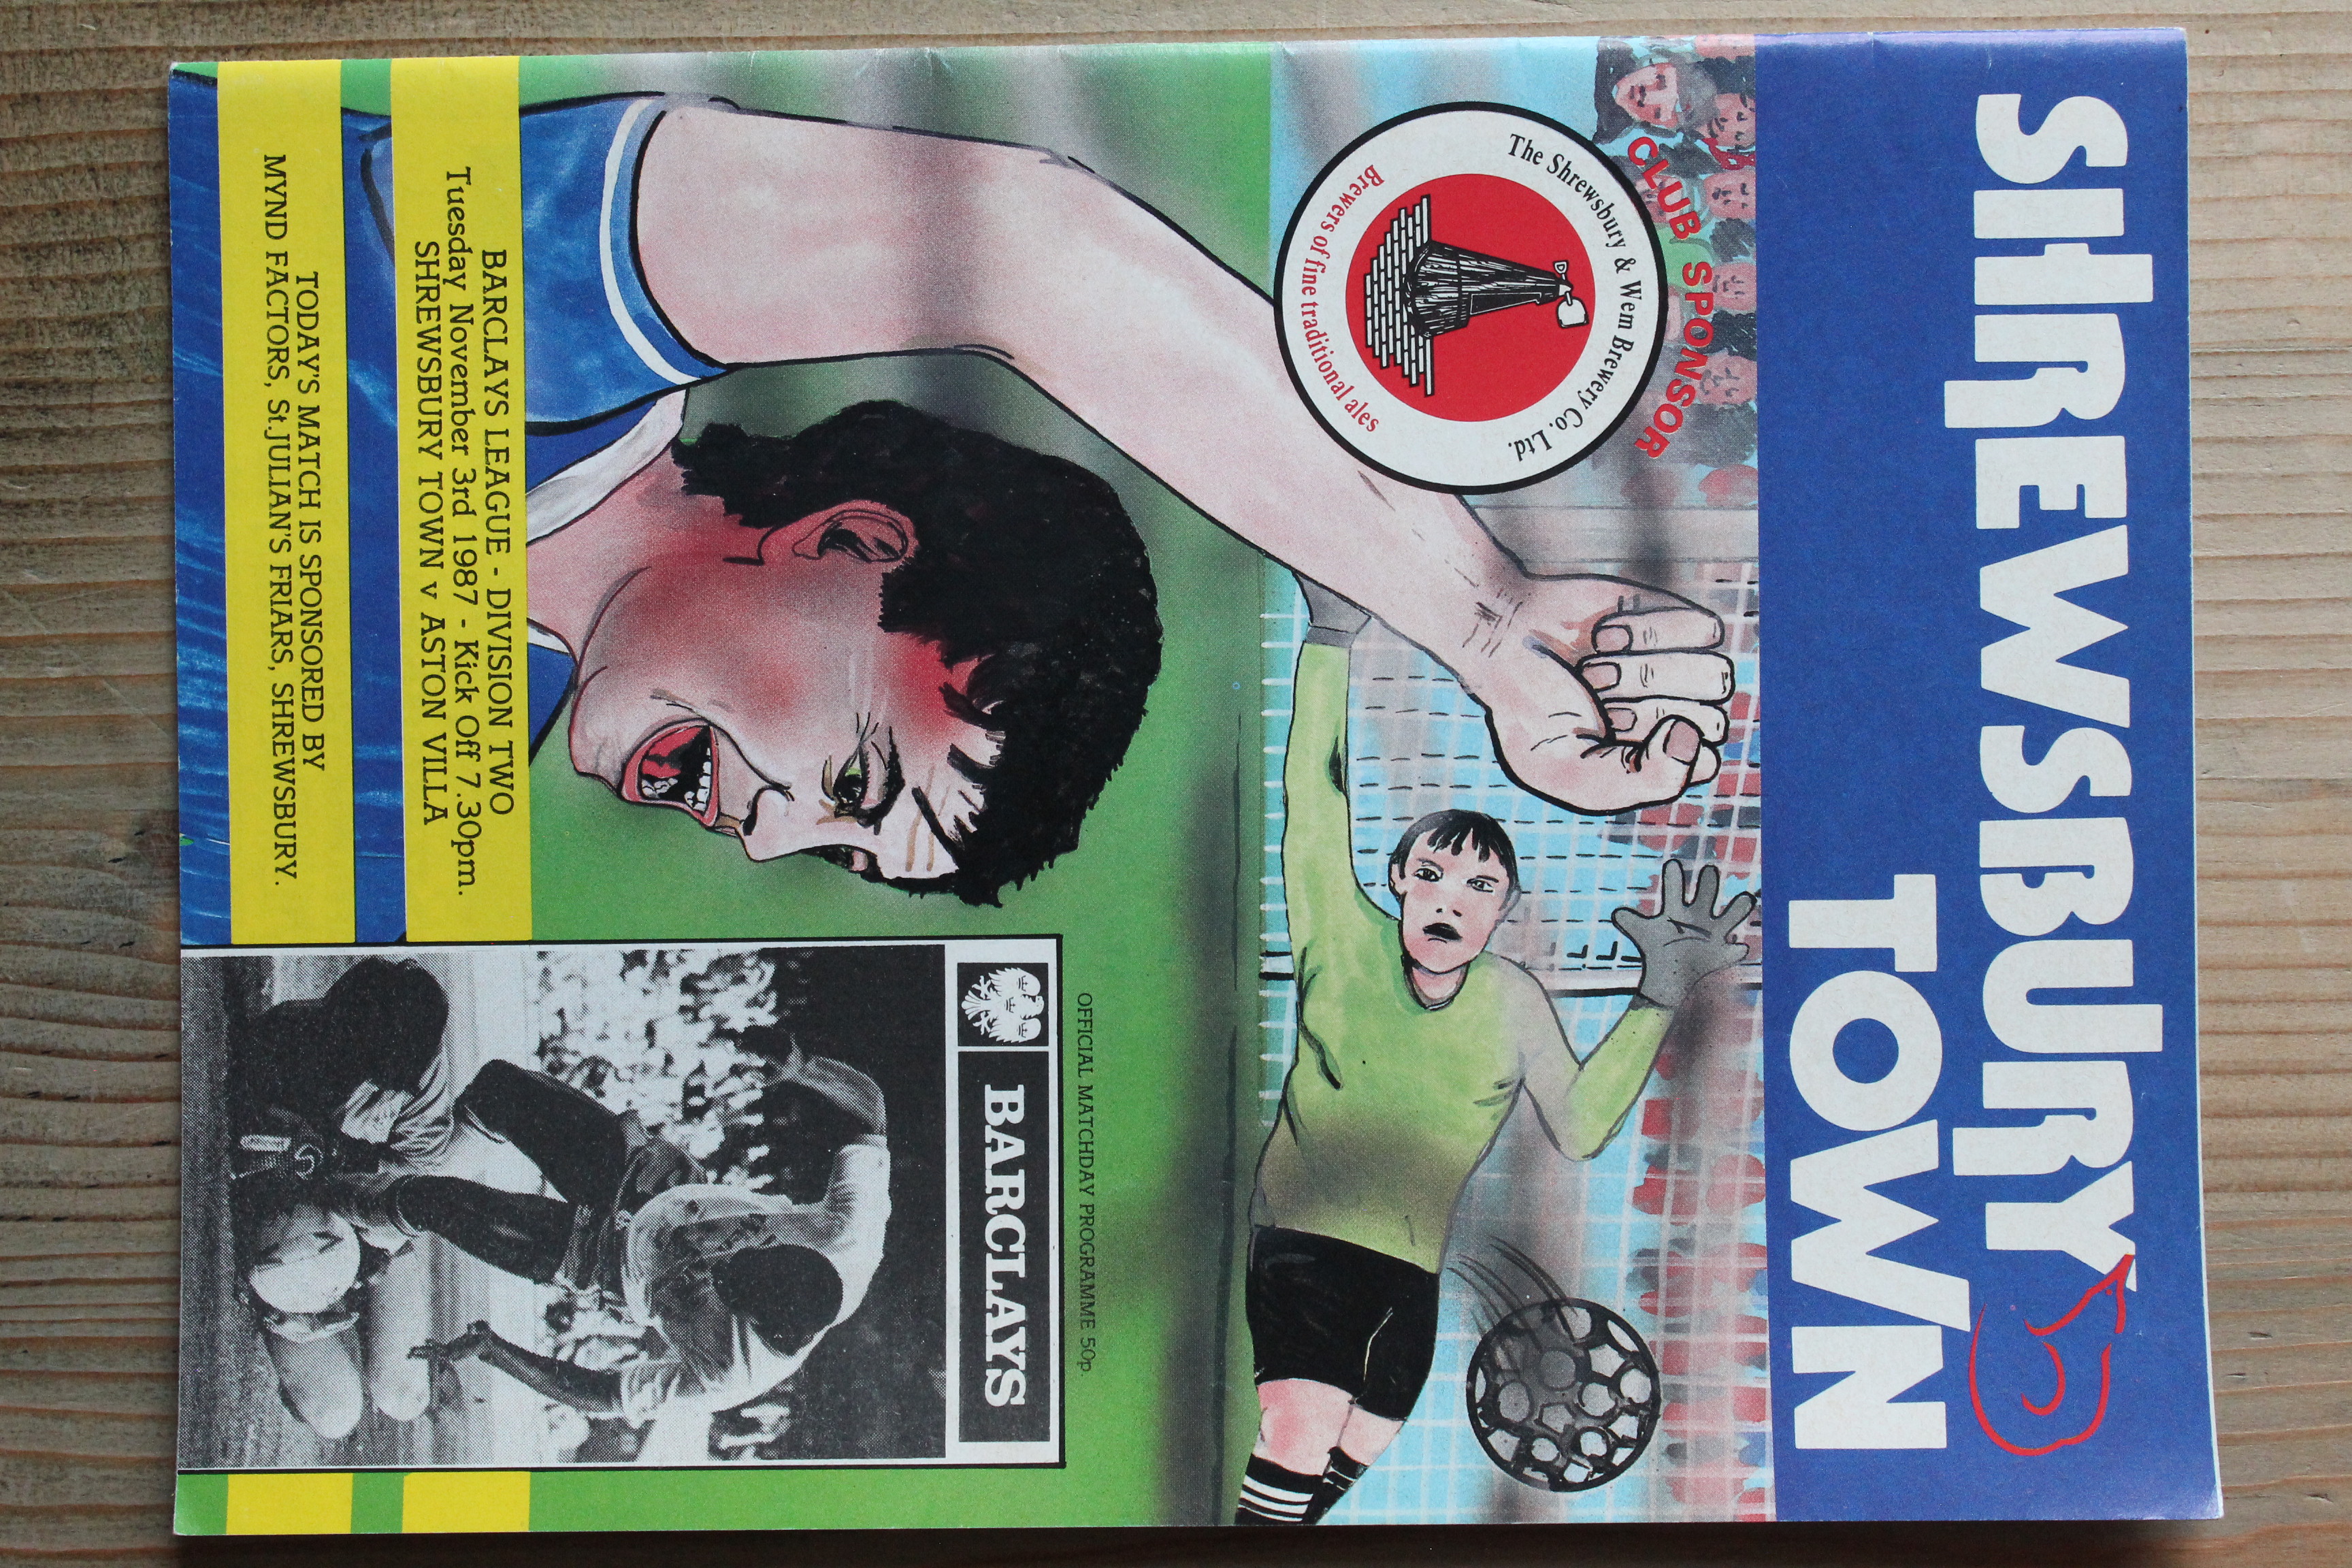 SHREWSBURY
TOWN
CLUB SPONSOR
The Shrewsbury & Wem Brewery Co. Ltd.
Brewers of fine traditional ales
OFFICIAL MATCHDAY PROGRAMME 50p.
BARCLAYS
BARCLAYS LEAGUE - DIVISION TWO
Tuesday November 3rd 1987 - Kick Off 7.30pm.
SHREWSBURY TOWN v ASTON VILLA
TODAY'S MATCH IS SPONSORED BY
MYND FACTORS, St.JULIAN'S FRIARS, SHREWSBURY.